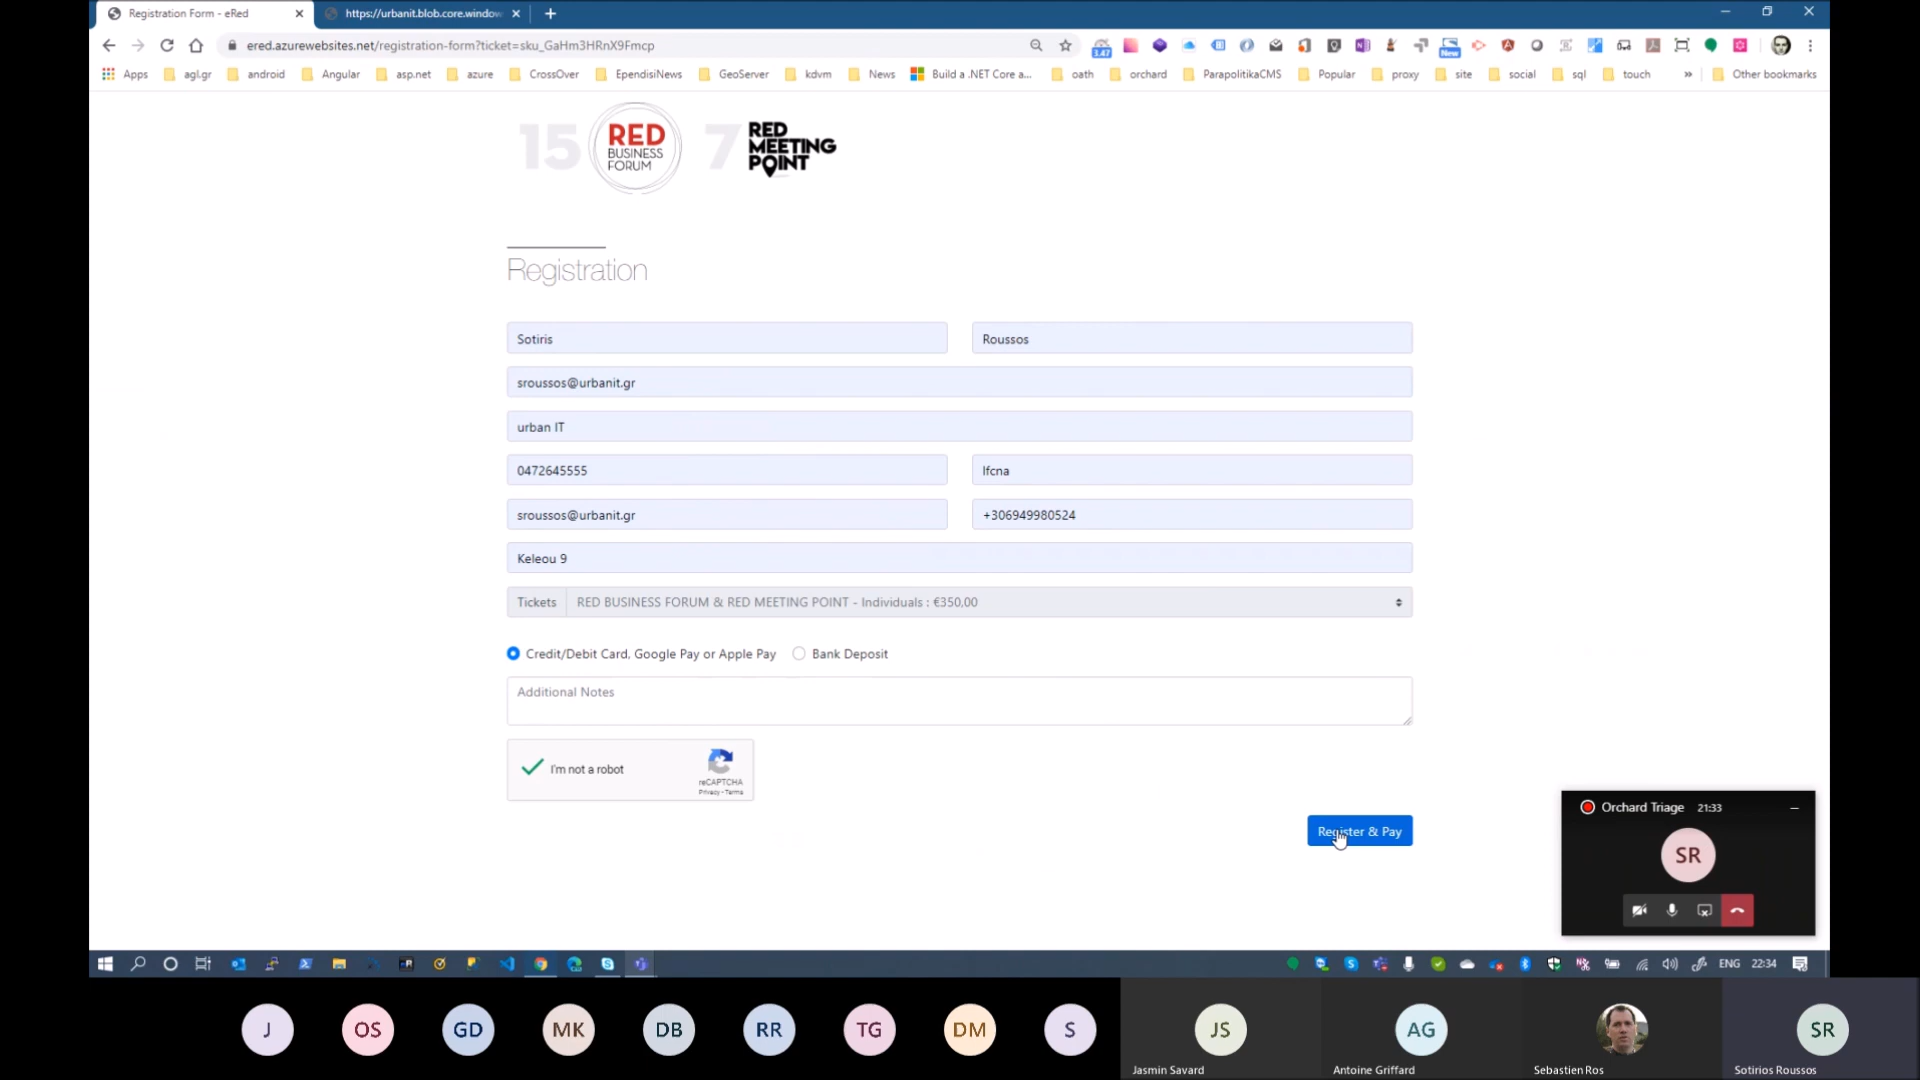 Registration Form - eRed
https://urbanit.blob.core.window
ered.azurewebsites.net/registration-form?ticket=sku_GaHm3HRnX9Fmcp
3.47
New
Apps agl.gr android Angular asp.net azure CrossOver EpendisiNews GeoServer kdvm News Build a .NET Core a... oath orchard ParapolitikaCMS Popular proxy site social sql touch » Other bookmarks
15 RED BUSINESS FORUM
7 RED MEETING POINT
Registration
Sotiris
Roussos
sroussos@urbanit.gr
urban IT
0472645555
lfcna
sroussos@urbanit.gr
+306949980524
Keleou 9
Tickets RED BUSINESS FORUM & RED MEETING POINT - Individuals : €350,00
Credit/Debit Card, Google Pay or Apple Pay
Bank Deposit
Additional Notes
I'm not a robot
reCAPTCHA
Privacy - Terms
Register & Pay
Orchard Triage 21:33
SR
ENG 22:34
J OS GD MK DB RR TG DM S JS AG SR
Jasmin Savard
Antoine Griffard
Sebastien Ros
Sotirios Roussos